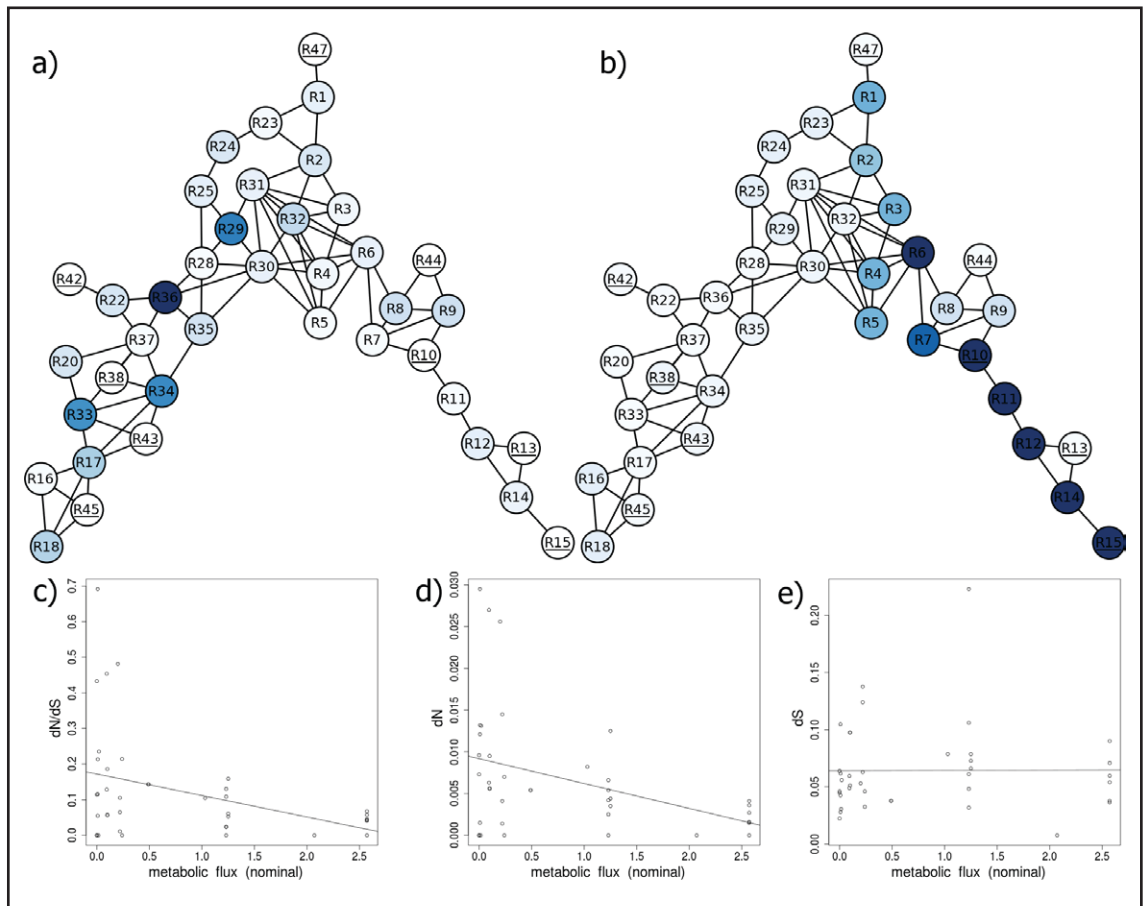 a)
R47
R1
R23
R24
R2
R25
R31
R3
R32
R29
R6
R44
R28
R30
R4
R42
R22
R36
R8
R9
R5
R35
R7
R37
R10
R20
R38
R34
R11
R33
R43
R12
R13
R17
R16
R14
R45
R18
R15
b)
R47
R1
R23
R24
R2
R25
R31
R3
R32
R29
R6
R44
R28
R30
R4
R42
R22
R36
R8
R9
R5
R35
R7
R37
R10
R20
R38
R34
R11
R33
R43
R12
R13
R17
R16
R14
R45
R18
R15
c)
dN/dS
0.7
0.6
0.5
0.4
0.3
0.2
0.1
0.0
0.0 0.5 1.0 1.5 2.0 2.5
metabolic flux (nominal)
d)
dN
0.030
0.025
0.020
0.015
0.010
0.005
0.000
0.0 0.5 1.0 1.5 2.0 2.5
metabolic flux (nominal)
e)
dS
0.20
0.15
0.10
0.05
0.00
0.0 0.5 1.0 1.5 2.0 2.5
metabolic flux (nominal)